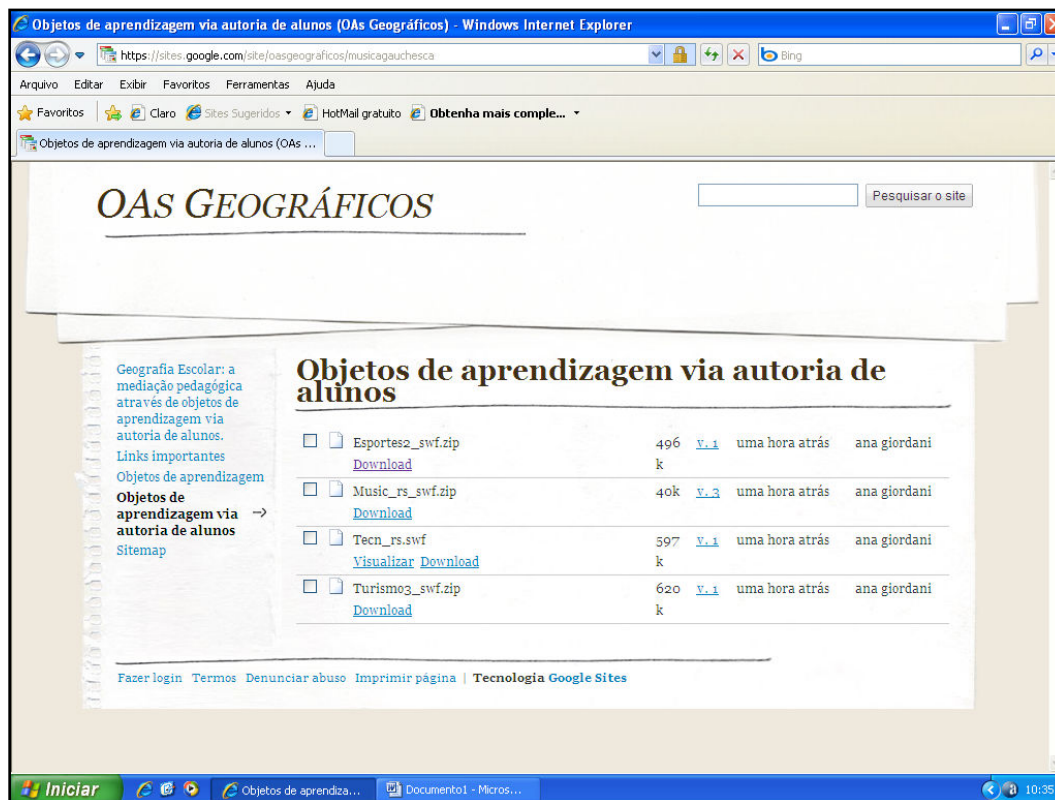 Objetos de aprendizagem via autoria de alunos (OAs Geográficos) - Windows Internet Explorer
https://sites.google.com/site/oasgeograficos/musicagauchesca
Bing
Arquivo Editar Exibir Favoritos Ferramentas Ajuda
Favoritos Claro Sites Sugeridos HotMail gratuito Obtenha mais comple...
Objetos de aprendizagem via autoria de alunos (OAs ...
OAS GEOGRÁFICOS
Pesquisar o site
Geografia Escolar: a
mediação pedagógica
através de objetos de
aprendizagem via
autoria de alunos.
Links importantes
Objetos de aprendizagem
Objetos de
aprendizagem via
autoria de alunos
Sitemap
Objetos de aprendizagem via autoria de
alunos
Esportes2_swf.zip 496 v. 1 uma hora atrás ana giordani
Download k
Music_rs_swf.zip 40k v. 3 uma hora atrás ana giordani
Download
Tecn_rs.swf 597 v. 1 uma hora atrás ana giordani
Visualizar Download k
Turismo3_swf.zip 620 v. 1 uma hora atrás ana giordani
Download k
Fazer login Termos Denunciar abuso Imprimir página | Tecnologia Google Sites
Iniciar Objetos de aprendiza... Documento1 - Micros... 10:35